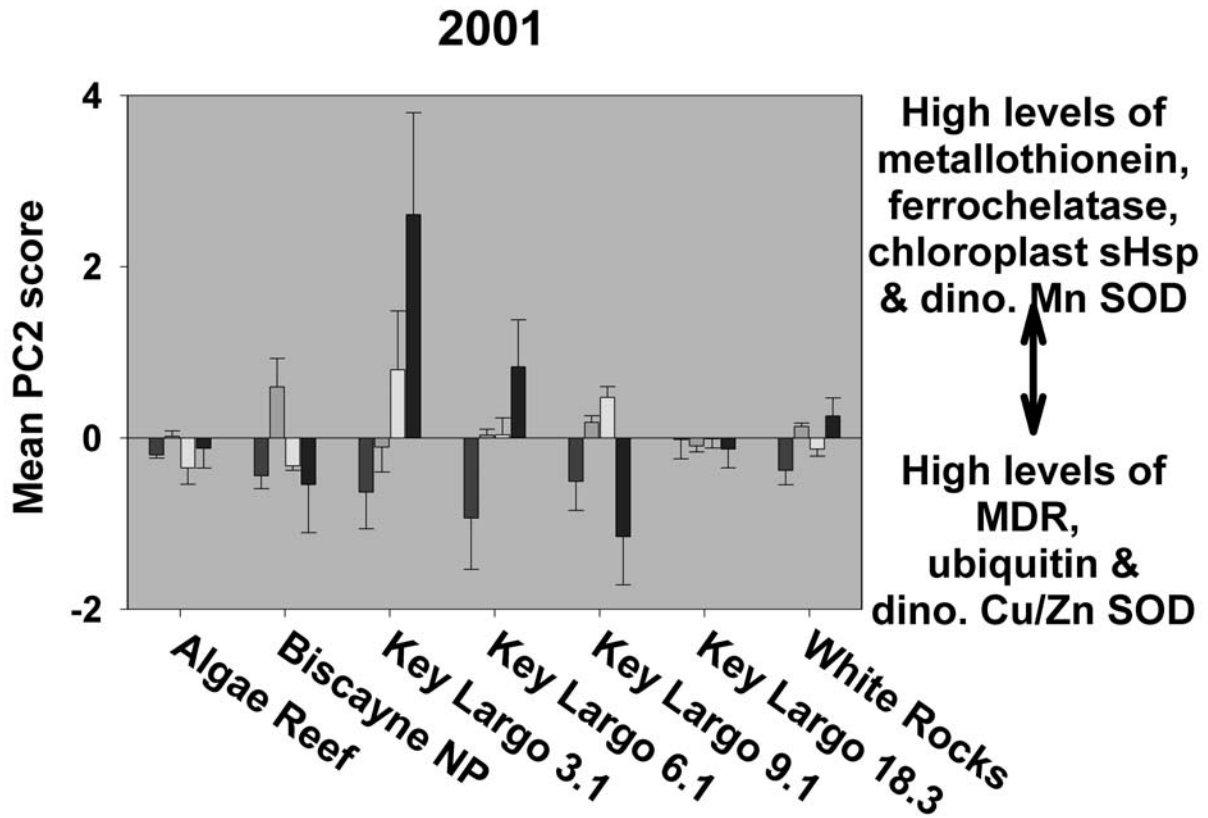 2001
Mean PC2 score
4
2
0
-2
Algae Reef
Biscayne NP
Key Largo 3.1
Key Largo 6.1
Key Largo 9.1
Key Largo 18.3
White Rocks
High levels of
metallothionein,
ferrochelatase,
chloroplast sHsp
& dino. Mn SOD
High levels of
MDR,
ubiquitin &
dino. Cu/Zn SOD